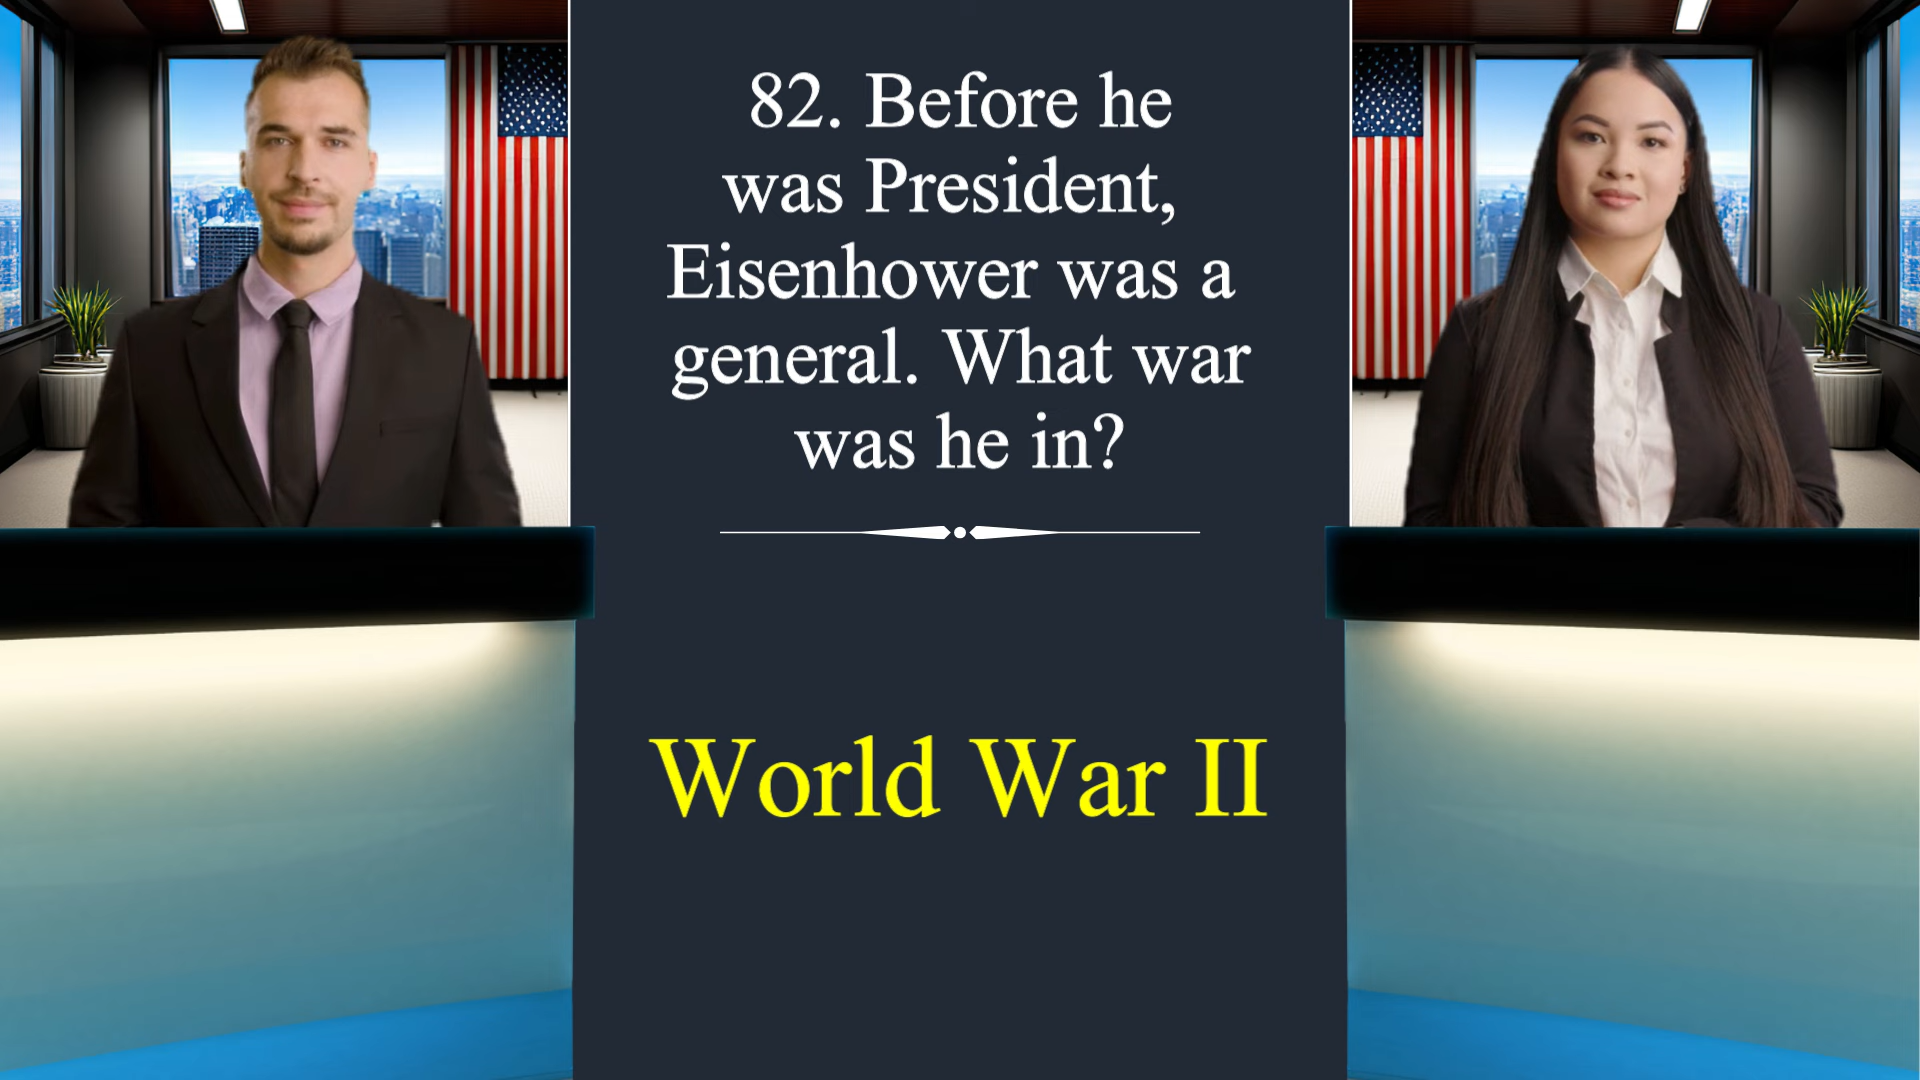 82. Before he
was President,
Eisenhower was a
general. What war
was he in?
World War II